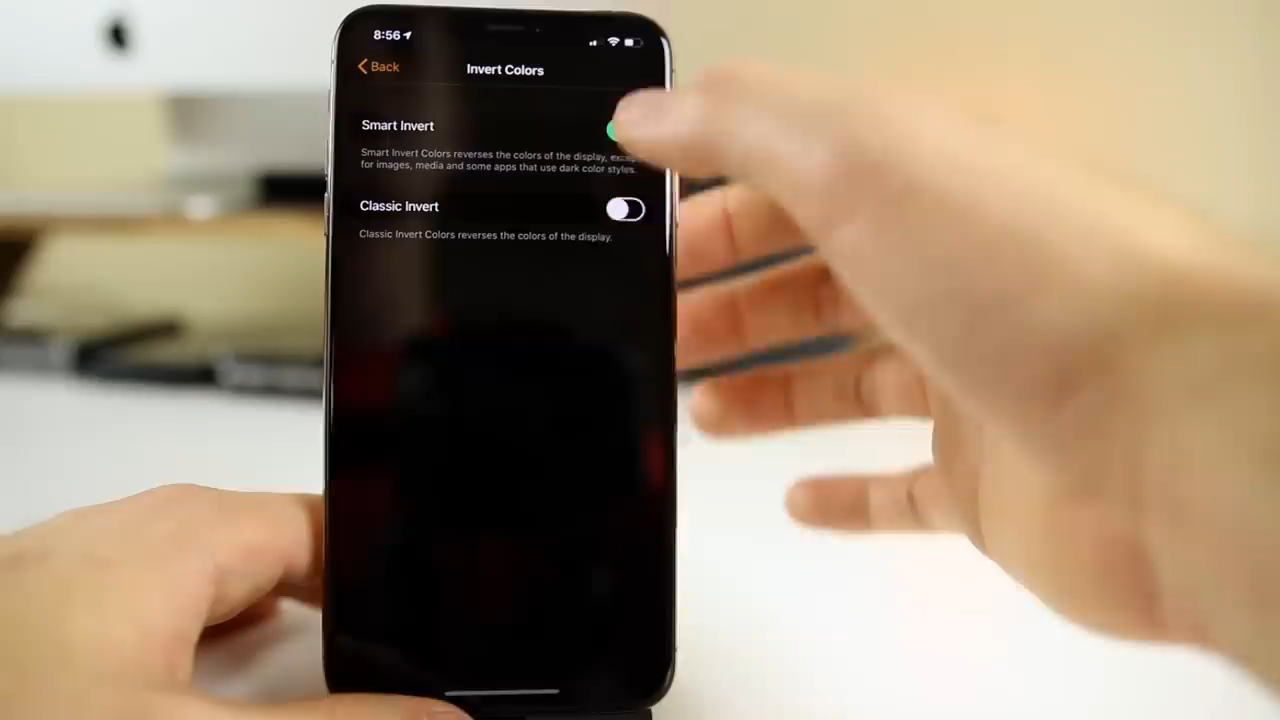 8:56
Back
Invert Colors
Smart Invert
Smart Invert Colors reverses the colors of the display,
for images, media and some apps that use dark color styles.
Classic Invert
Classic Invert Colors reverses the colors of the display.